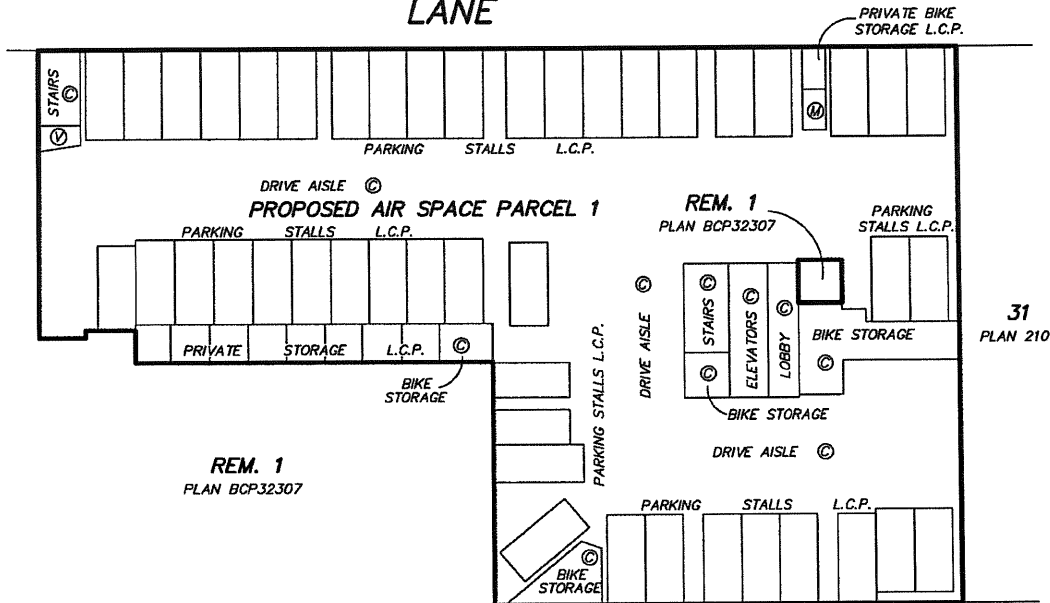 LANE
PRIVATE BIKE
STORAGE L.C.P.
STAIRS ©
Ⓥ
Ⓜ
PARKING STALLS L.C.P.
DRIVE AISLE ©
PROPOSED AIR SPACE PARCEL 1
REM. 1
PLAN BCP32307
PARKING
STALLS L.C.P.
PARKING STALLS L.C.P.
STAIRS ©
ELEVATORS ©
LOBBY ©
DRIVE AISLE ©
31
PLAN 210
BIKE STORAGE
©
PRIVATE STORAGE L.C.P. ©
BIKE
STORAGE
©
BIKE STORAGE
PARKING STALLS L.C.P.
DRIVE AISLE ©
REM. 1
PLAN BCP32307
PARKING STALLS L.C.P.
©
BIKE
STORAGE